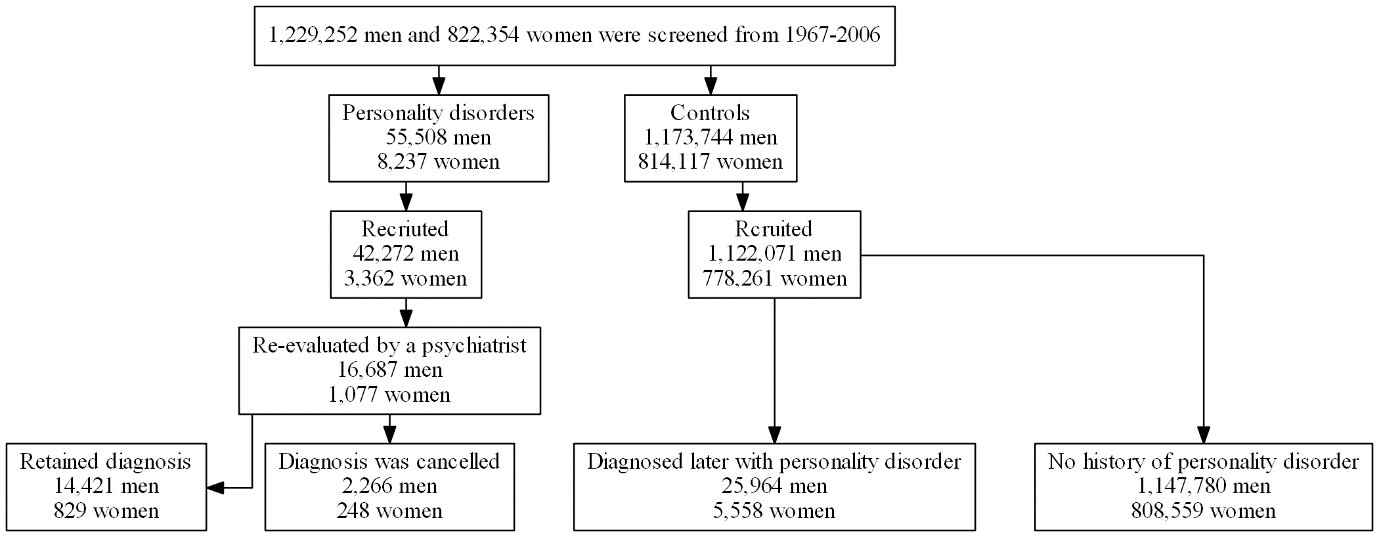 1,229,252 men and 822,354 women were screened from 1967-2006
Personality disorders
55,508 men
8,237 women
Controls
1,173,744 men
814,117 women
Recriuted
42,272 men
3,362 women
Rcruited
1,122,071 men
778,261 women
Re-evaluated by a psychiatrist
16,687 men
1,077 women
Retained diagnosis
14,421 men
829 women
Diagnosis was cancelled
2,266 men
248 women
Diagnosed later with personality disorder
25,964 men
5,558 women
No history of personality disorder
1,147,780 men
808,559 women